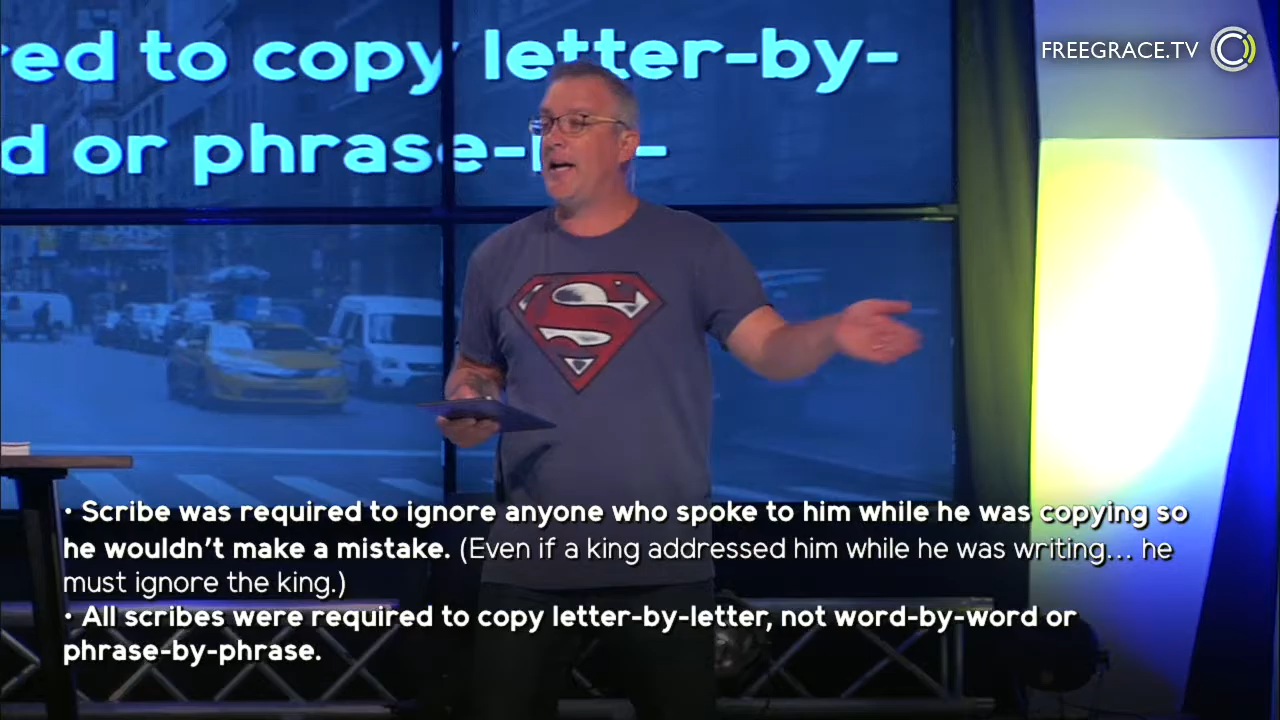 red to copy letter-by-
d or phrase-
FREEGRACE.TV
S
• Scribe was required to ignore anyone who spoke to him while he was copying so
he wouldn’t make a mistake. (Even if a king addressed him while he was writing… he
must ignore the king.)
• All scribes were required to copy letter-by-letter, not word-by-word or
phrase-by-phrase.